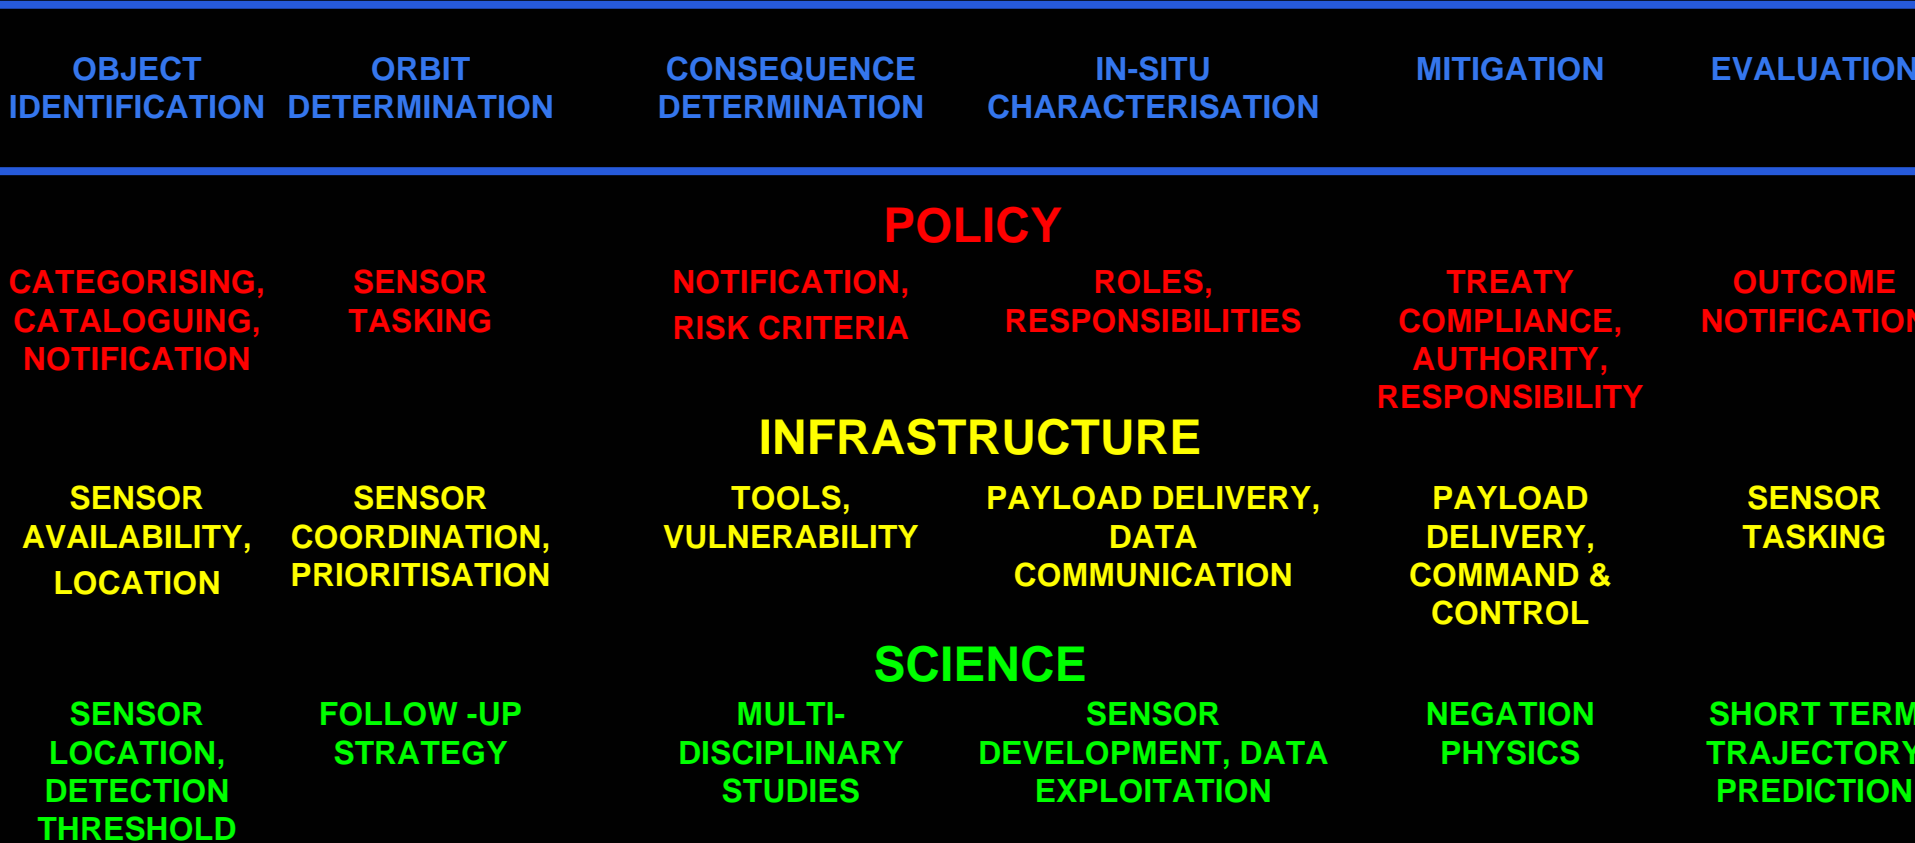 OBJECT IDENTIFICATION
ORBIT DETERMINATION
CONSEQUENCE DETERMINATION
IN-SITU CHARACTERISATION
MITIGATION
EVALUATION
POLICY
CATEGORISING, CATALOGUING, NOTIFICATION
SENSOR TASKING
NOTIFICATION, RISK CRITERIA
ROLES, RESPONSIBILITIES
TREATY COMPLIANCE, AUTHORITY, RESPONSIBILITY
OUTCOME NOTIFICATION
INFRASTRUCTURE
SENSOR AVAILABILITY, LOCATION
SENSOR COORDINATION, PRIORITISATION
TOOLS, VULNERABILITY
PAYLOAD DELIVERY, DATA COMMUNICATION
PAYLOAD DELIVERY, COMMAND & CONTROL
SENSOR TASKING
SCIENCE
SENSOR LOCATION, DETECTION THRESHOLD
FOLLOW -UP STRATEGY
MULTI-DISCIPLINARY STUDIES
SENSOR DEVELOPMENT, DATA EXPLOITATION
NEGATION PHYSICS
SHORT TERM TRAJECTORY PREDICTION